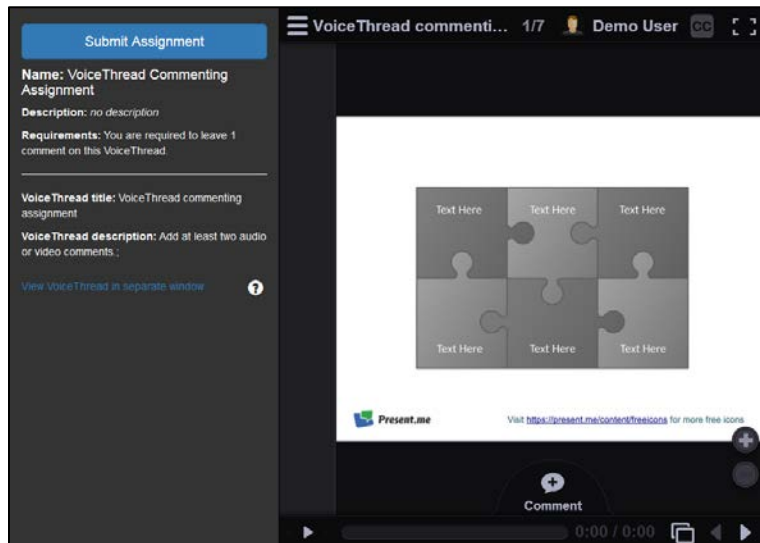 Submit Assignment
Name: VoiceThread Commenting
Assignment
Description: no description
Requirements: You are required to leave 1
comment on this VoiceThread.
VoiceThread title: VoiceThread commenting
assignment
VoiceThread description: Add at least two audio
or video comments.;
View VoiceThread in separate window ?
VoiceThread commenti... 1/7 Demo User CC
Text Here Text Here Text Here
Text Here Text Here Text Here
Present.me Visit https://present.me/content/freeicons for more free icons
Comment
0:00 / 0:00